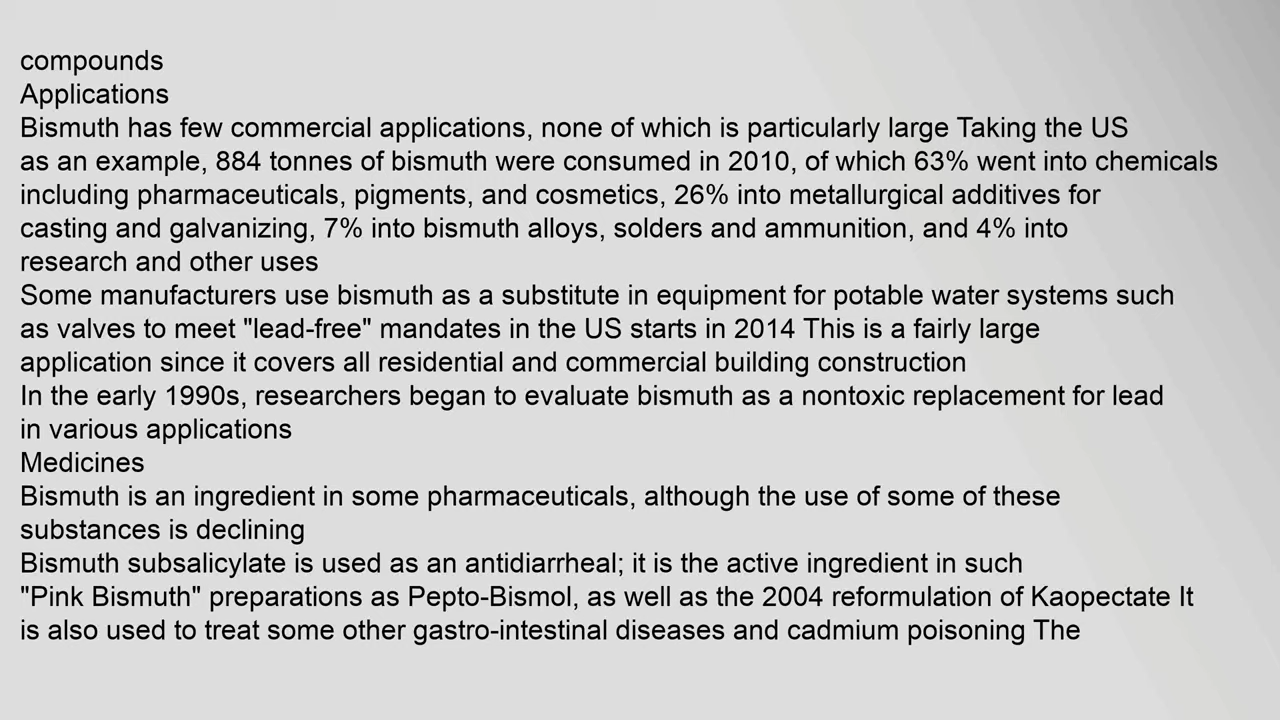 compounds
Applications
Bismuth has few commercial applications, none of which is particularly large Taking the US
as an example, 884 tonnes of bismuth were consumed in 2010, of which 63% went into chemicals
including pharmaceuticals, pigments, and cosmetics, 26% into metallurgical additives for
casting and galvanizing, 7% into bismuth alloys, solders and ammunition, and 4% into
research and other uses
Some manufacturers use bismuth as a substitute in equipment for potable water systems such
as valves to meet "lead-free" mandates in the US starts in 2014 This is a fairly large
application since it covers all residential and commercial building construction
In the early 1990s, researchers began to evaluate bismuth as a nontoxic replacement for lead
in various applications
Medicines
Bismuth is an ingredient in some pharmaceuticals, although the use of some of these
substances is declining
Bismuth subsalicylate is used as an antidiarrheal; it is the active ingredient in such
"Pink Bismuth" preparations as Pepto-Bismol, as well as the 2004 reformulation of Kaopectate It
is also used to treat some other gastro-intestinal diseases and cadmium poisoning The